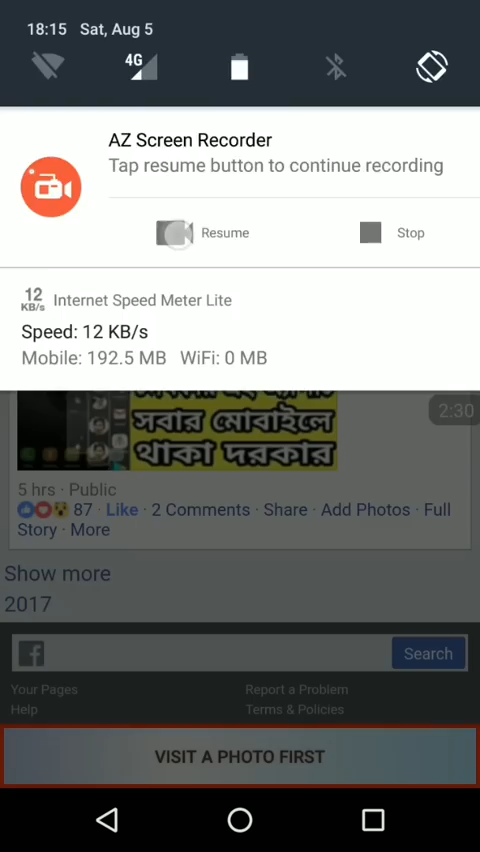 18:15 Sat, Aug 5
4G
AZ Screen Recorder
Tap resume button to continue recording
Resume
Stop
12
KB/s
Internet Speed Meter Lite
Speed: 12 KB/s
Mobile: 192.5 MB WiFi: 0 MB
2:30
সবার মোবাইলে
থাকা দরকার
5 hrs · Public
87 · Like · 2 Comments · Share · Add Photos · Full
Story · More
Show more
2017
Search
Your Pages
Report a Problem
Help
Terms & Policies
VISIT A PHOTO FIRST